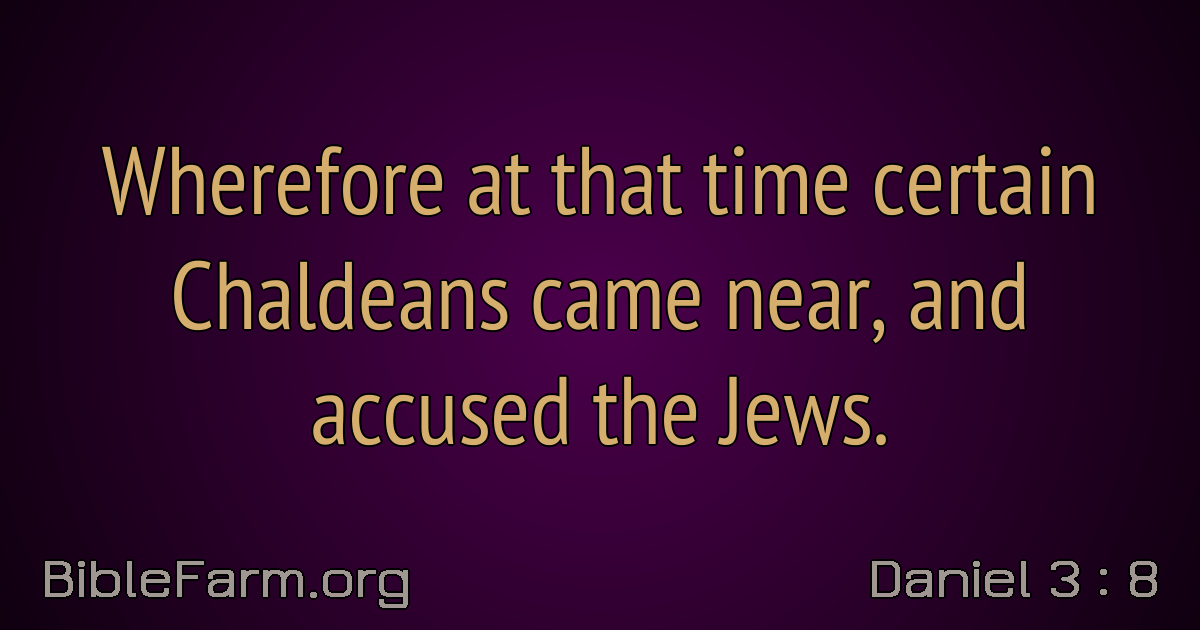 Wherefore at that time certain
Chaldeans came near, and
accused the Jews.
BibleFarm.org
Daniel 3 : 8